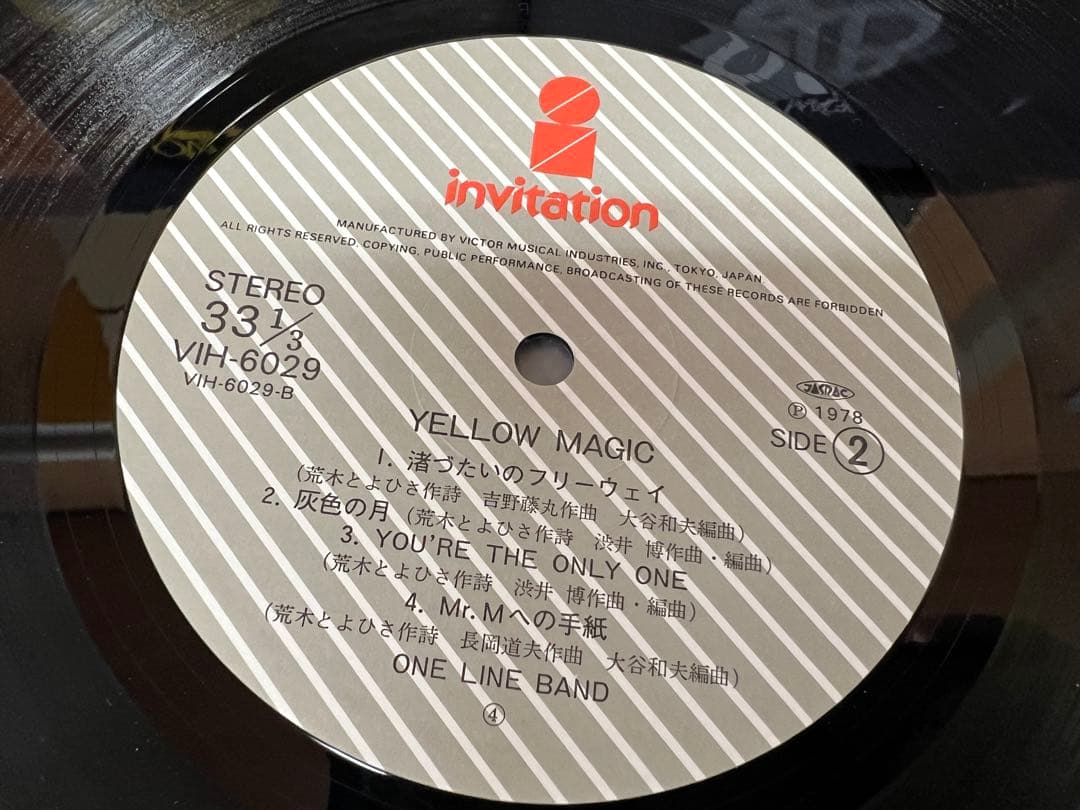 invitation
MANUFACTURED BY VICTOR MUSICAL INDUSTRIES, INC., TOKYO, JAPAN.
ALL RIGHTS RESERVED, COPYING, PUBLIC PERFORMANCE, BROADCASTING OF THESE RECORDS ARE FORBIDDEN
STEREO
33 1/3
VIH-6029
VIH-6029-B
JASRAC
Ⓟ 1978
SIDE 2
YELLOW MAGIC
1. 渚づたいのフリーウェイ
(荒木とよひさ作詩 吉野藤丸作曲 大谷和夫編曲)
2. 灰色の月 (荒木とよひさ作詩 渋井 博作曲・編曲)
3. YOU'RE THE ONLY ONE
(荒木とよひさ作詩 渋井 博作曲・編曲)
4. Mr.Mへの手紙
(荒木とよひさ作詩 長岡道夫作曲 大谷和夫編曲)
ONE LINE BAND
④